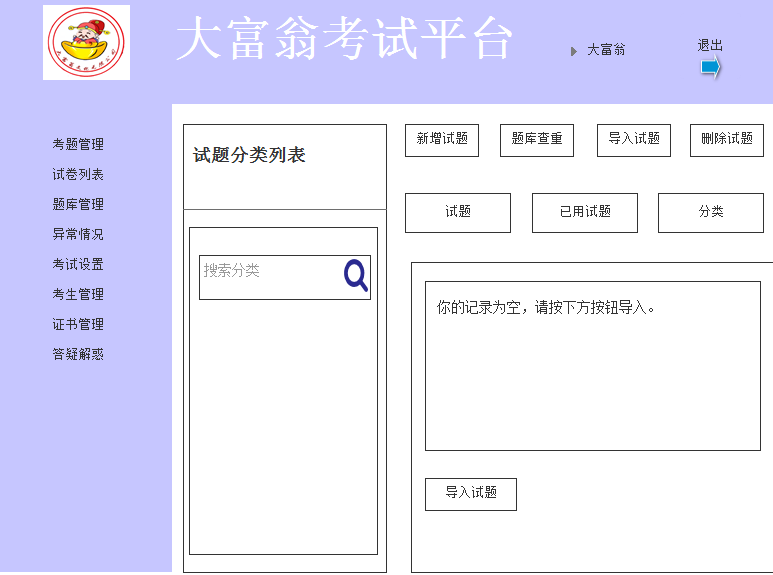 大富翁考试平台
大富翁
退出
考题管理
试卷列表
题库管理
异常情况
考试设置
考生管理
证书管理
答疑解惑
试题分类列表
搜索分类
新增试题 题库查重 导入试题 删除试题
试题 已用试题 分类
你的记录为空，请按下方按钮导入。
导入试题